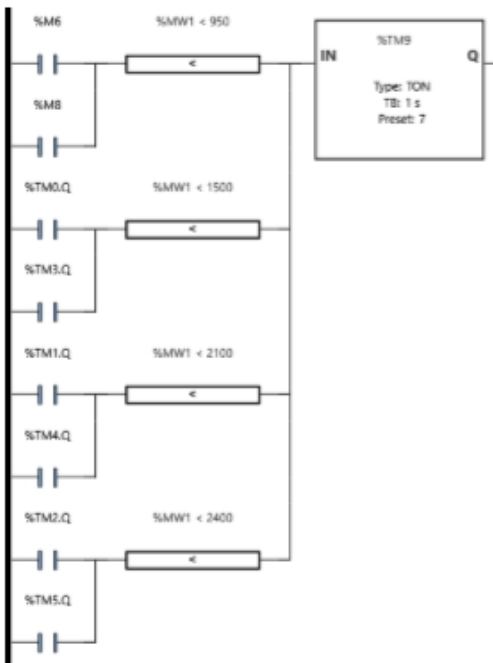 %M6
%MW1 < 950
<
%M8
%TM9
IN
Q
Type: TON
TB: 1 s
Preset: 7
%TM0.Q
%MW1 < 1500
<
%TM3.Q
%TM1.Q
%MW1 < 2100
<
%TM4.Q
%TM2.Q
%MW1 < 2400
<
%TM5.Q